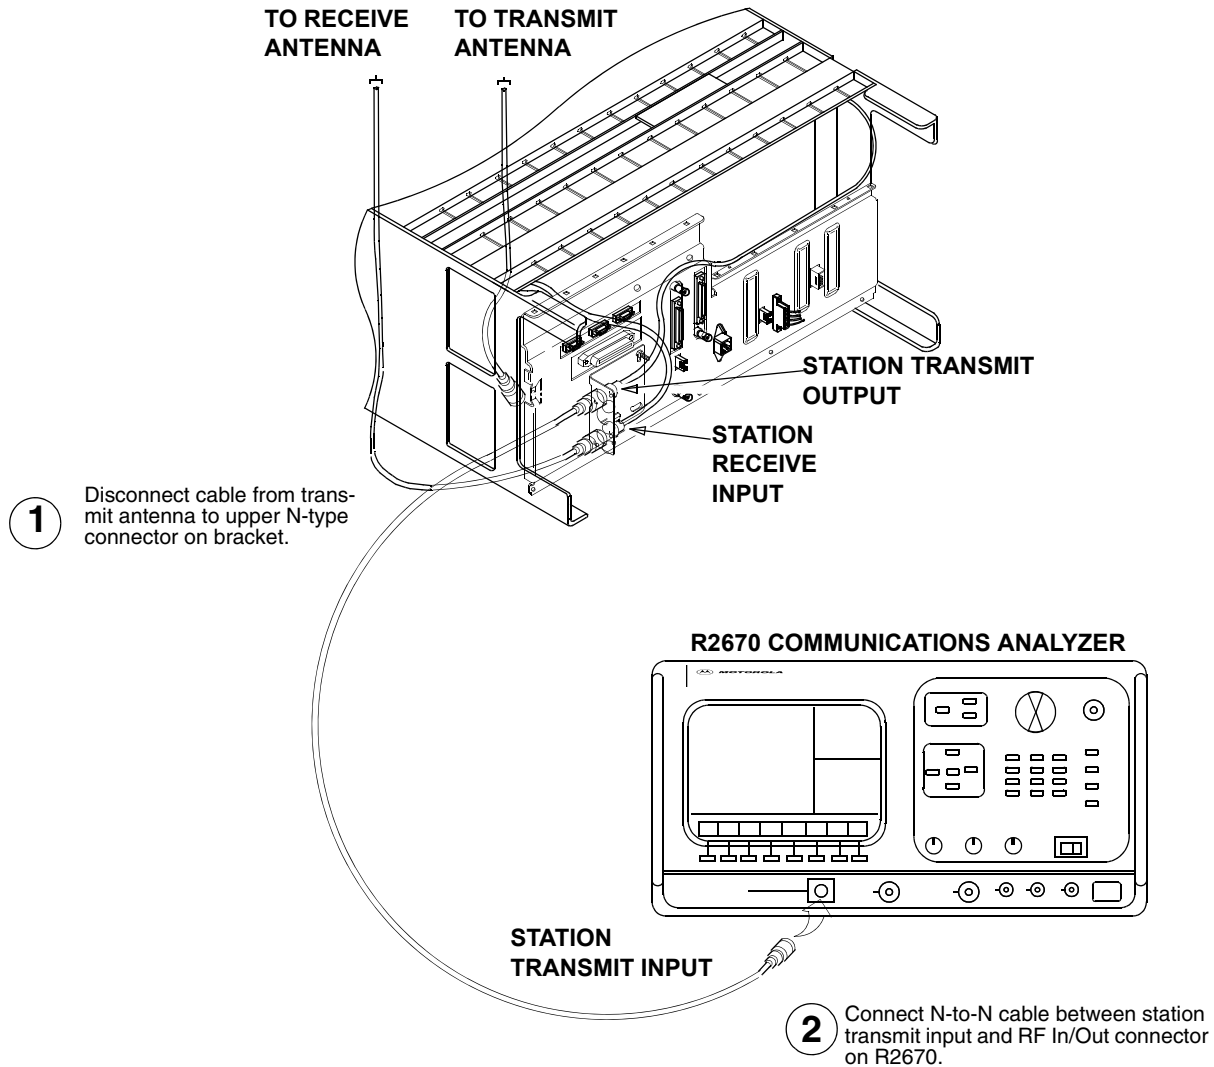 TO RECEIVE
ANTENNA
TO TRANSMIT
ANTENNA
STATION TRANSMIT
OUTPUT
STATION
RECEIVE
INPUT
1
Disconnect cable from trans-
mit antenna to upper N-type
connector on bracket.
R2670 COMMUNICATIONS ANALYZER
MOTOROLA
STATION
TRANSMIT INPUT
2
Connect N-to-N cable between station
transmit input and RF In/Out connector
on R2670.